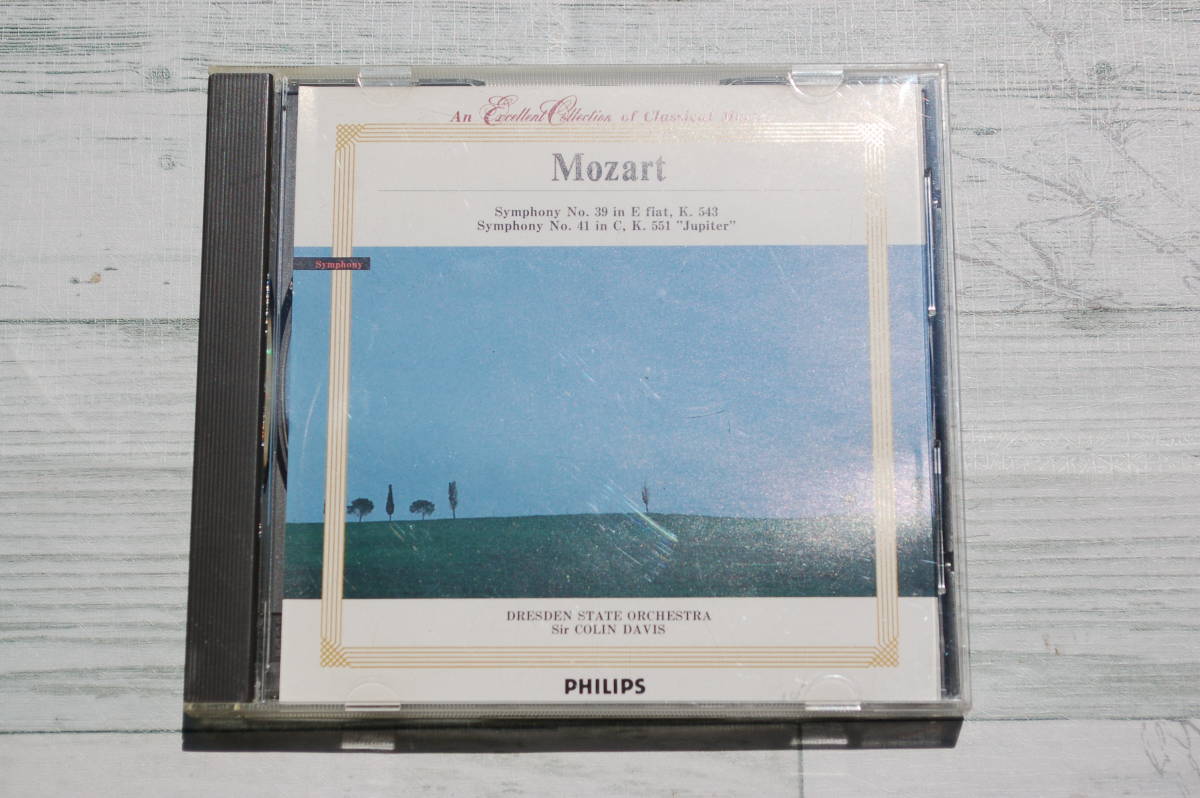 An Excellent Collection of Classical Music
Mozart
Symphony No. 39 in E flat, K. 543
Symphony No. 41 in C, K. 551 "Jupiter"
Symphony
DRESDEN STATE ORCHESTRA
Sir COLIN DAVIS
PHILIPS